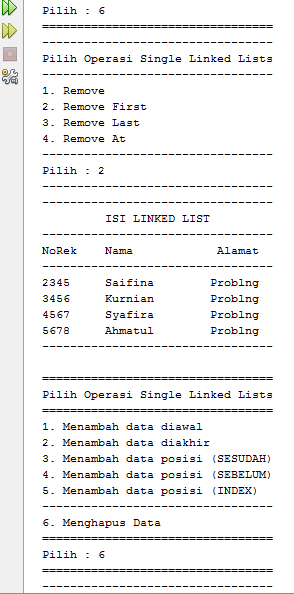 Pilih : 6
=================================
---------------------------------
Pilih Operasi Single Linked Lists
---------------------------------
1. Remove
2. Remove First
3. Remove Last
4. Remove At
---------------------------------
Pilih : 2
---------------------------------
---------------------------------
ISI LINKED LIST
---------------------------------
NoRek Nama Alamat
---------------------------------
2345 Saifina Problng
3456 Kurnian Problng
4567 Syafira Problng
5678 Ahmatul Problng
---------------------------------
=================================
Pilih Operasi Single Linked Lists
=================================
1. Menambah data diawal
2. Menambah data diakhir
3. Menambah data posisi (SESUDAH)
4. Menambah data posisi (SEBELUM)
5. Menambah data posisi (INDEX)
---------------------------------
6. Menghapus Data
=================================
Pilih : 6
=================================
---------------------------------